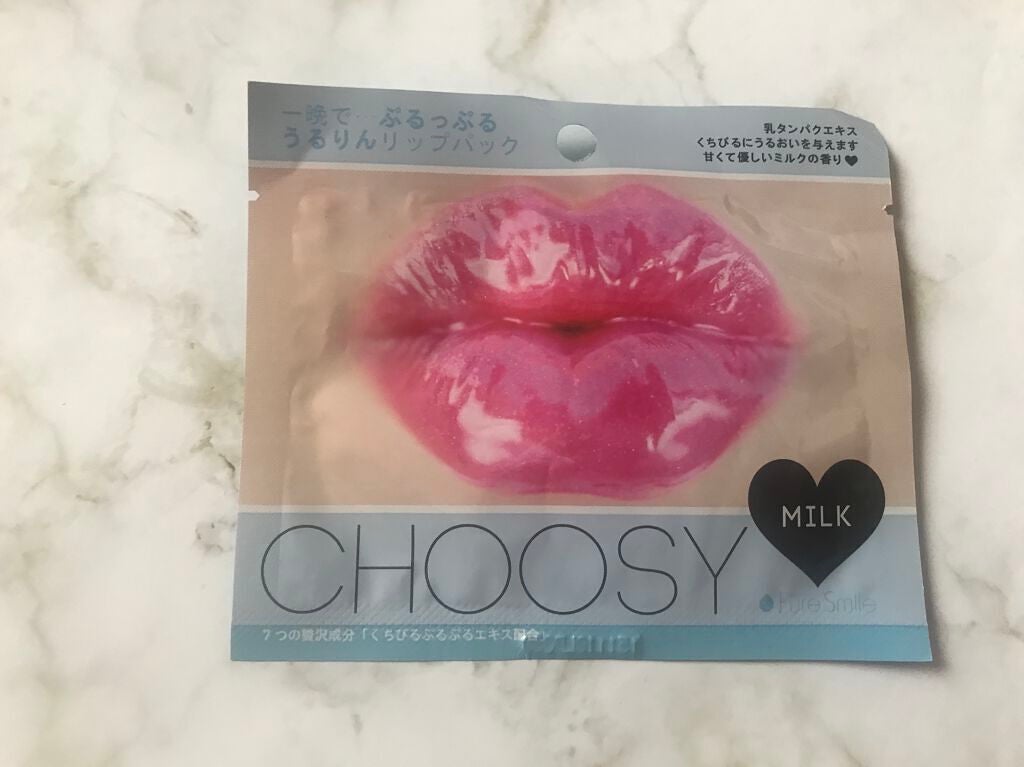 一晩で…ぷるっぷる
うるりんリップパック
乳タンパクエキス
くちびるにうるおいを与えます
甘くて優しいミルクの香り♥
MILK
CHOOSY
Pure Smile
7つの贅沢成分「くちびるぷるぷるエキス配合」